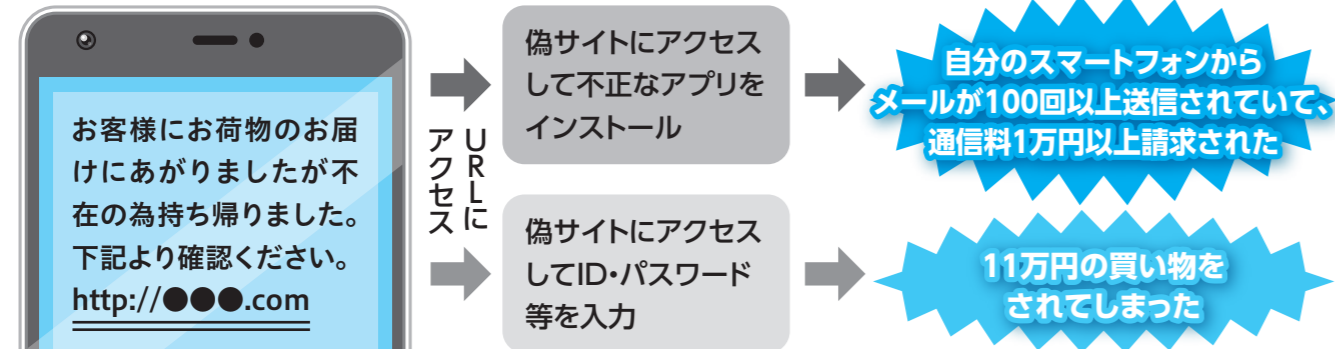 お客様にお荷物のお届
けにあがりましたが不
在の為持ち帰りました。
下記より確認ください。
http://●●●.com
URLに
アクセス
偽サイトにアクセス
して不正なアプリを
インストール
自分のスマートフォンから
メールが100回以上送信されていて、
通信料1万円以上請求された
偽サイトにアクセス
してID・パスワード
等を入力
11万円の買い物を
されてしまった